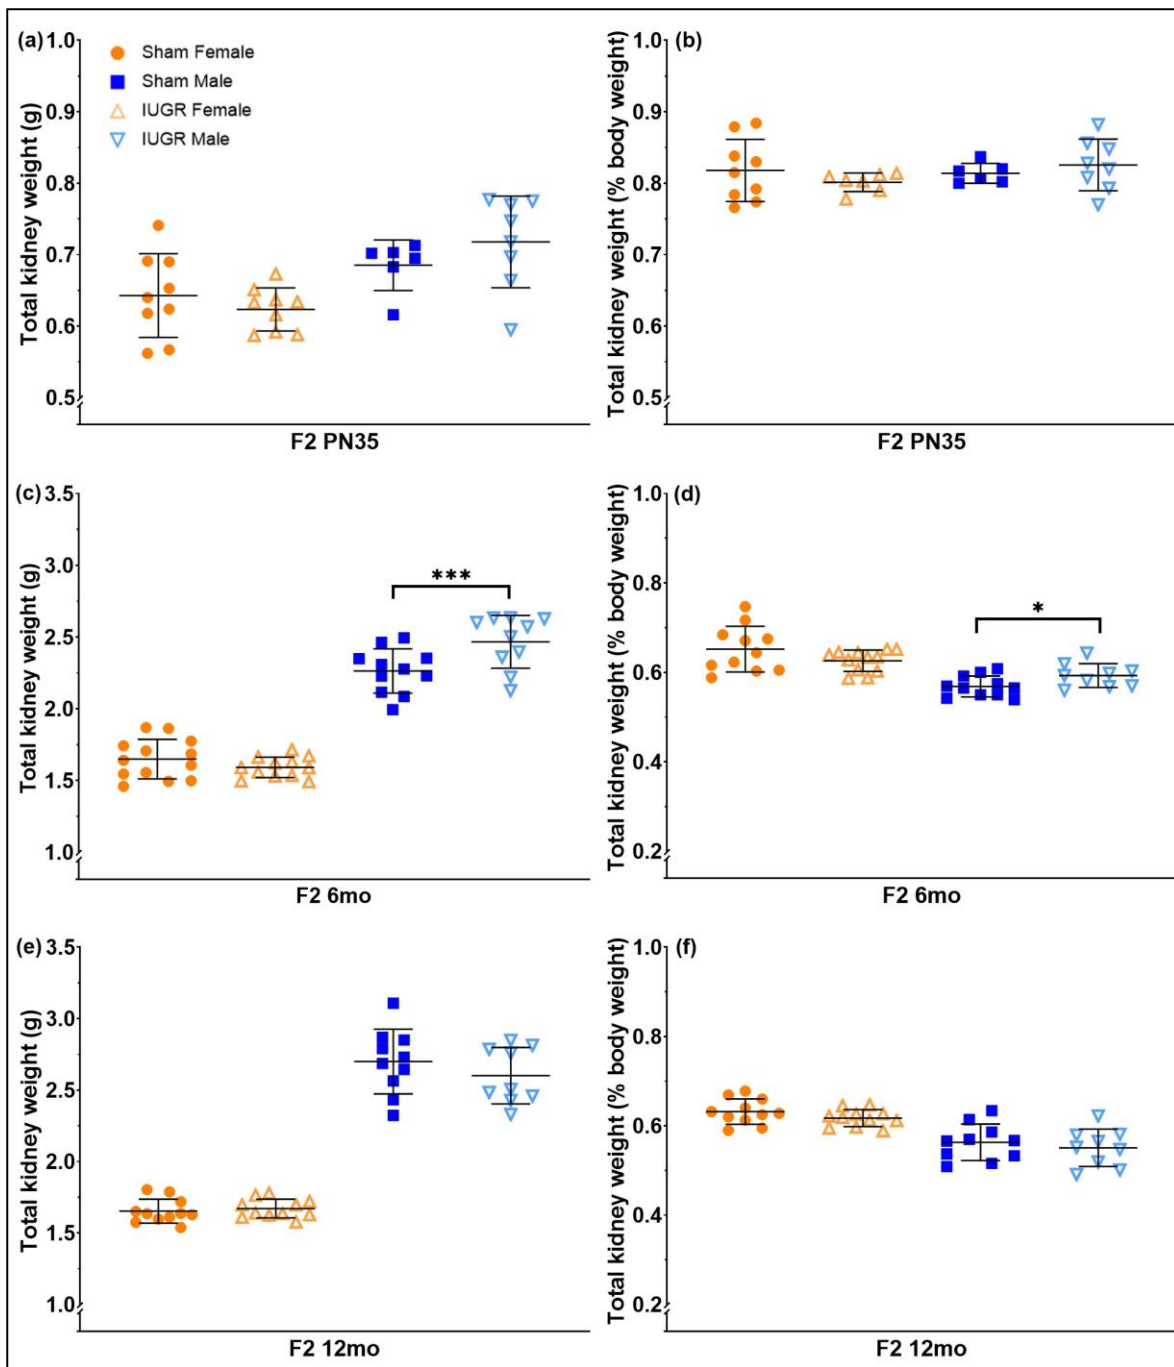 (a)
Sham Female
Sham Male
IUGR Female
IUGR Male
Total kidney weight (g)
1.0
0.9
0.8
0.7
0.6
0.5
F2 PN35
(b)
Total kidney weight (% body weight)
1.0
0.9
0.8
0.7
0.6
0.5
F2 PN35
(c)
Total kidney weight (g)
3.5
3.0
2.5
2.0
1.5
1.0
***
F2 6mo
(d)
Total kidney weight (% body weight)
1.0
0.8
0.6
0.4
0.2
*
F2 6mo
(e)
Total kidney weight (g)
3.5
3.0
2.5
2.0
1.5
1.0
F2 12mo
(f)
Total kidney weight (% body weight)
1.0
0.8
0.6
0.4
0.2
F2 12mo